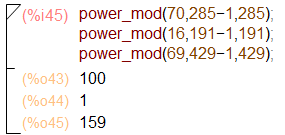 (%i45) power_mod(70,285−1,285);
power_mod(16,191−1,191);
power_mod(69,429−1,429);
(%o43) 100
(%o44) 1
(%o45) 159